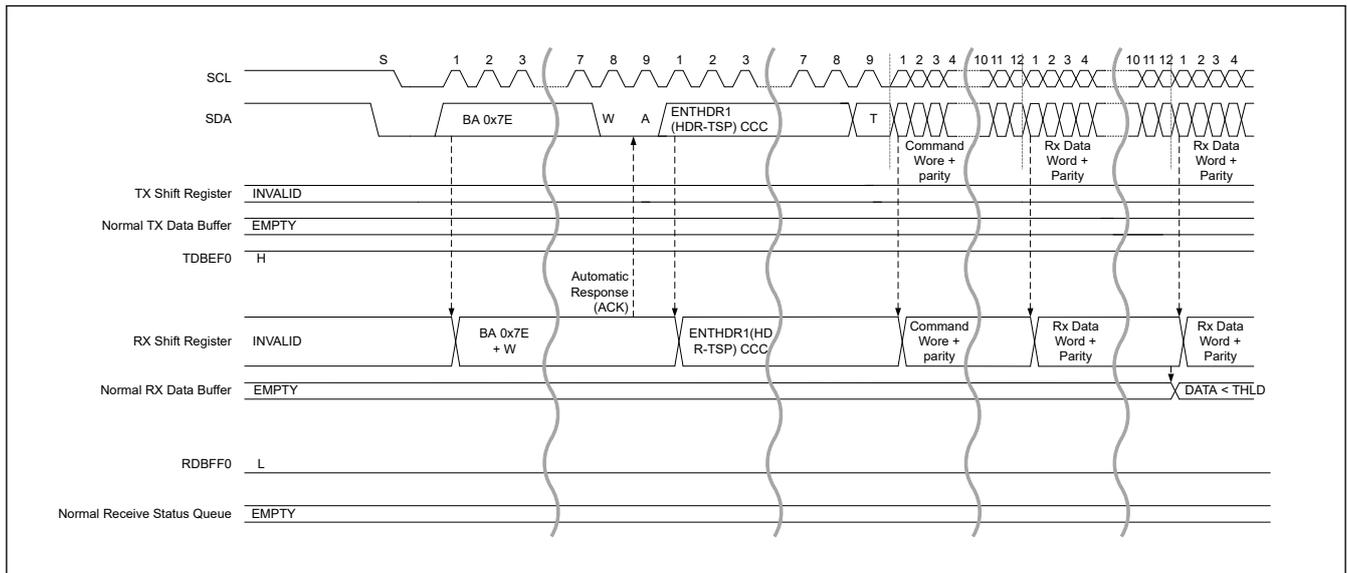 S 1 2 3 7 8 9 1 2 3 7 8 9 1 2 3 4 10 11 12 1 2 3 4 10 11 12 1 2 3 4
SCL
SDA
BA 0x7E
W
A
ENTHDR1
(HDR-TSP) CCC
T
Command
Wore +
parity
Rx Data
Word +
Parity
Rx Data
Word +
Parity
TX Shift Register
INVALID
Normal TX Data Buffer
EMPTY
TDBEF0
H
Automatic
Response
(ACK)
RX Shift Register
INVALID
BA 0x7E
+ W
ENTHDR1(HD
R-TSP) CCC
Command
Wore +
parity
Rx Data
Word +
Parity
Rx Data
Word +
Parity
Normal RX Data Buffer
EMPTY
DATA < THLD
RDBFF0
L
Normal Receive Status Queue
EMPTY